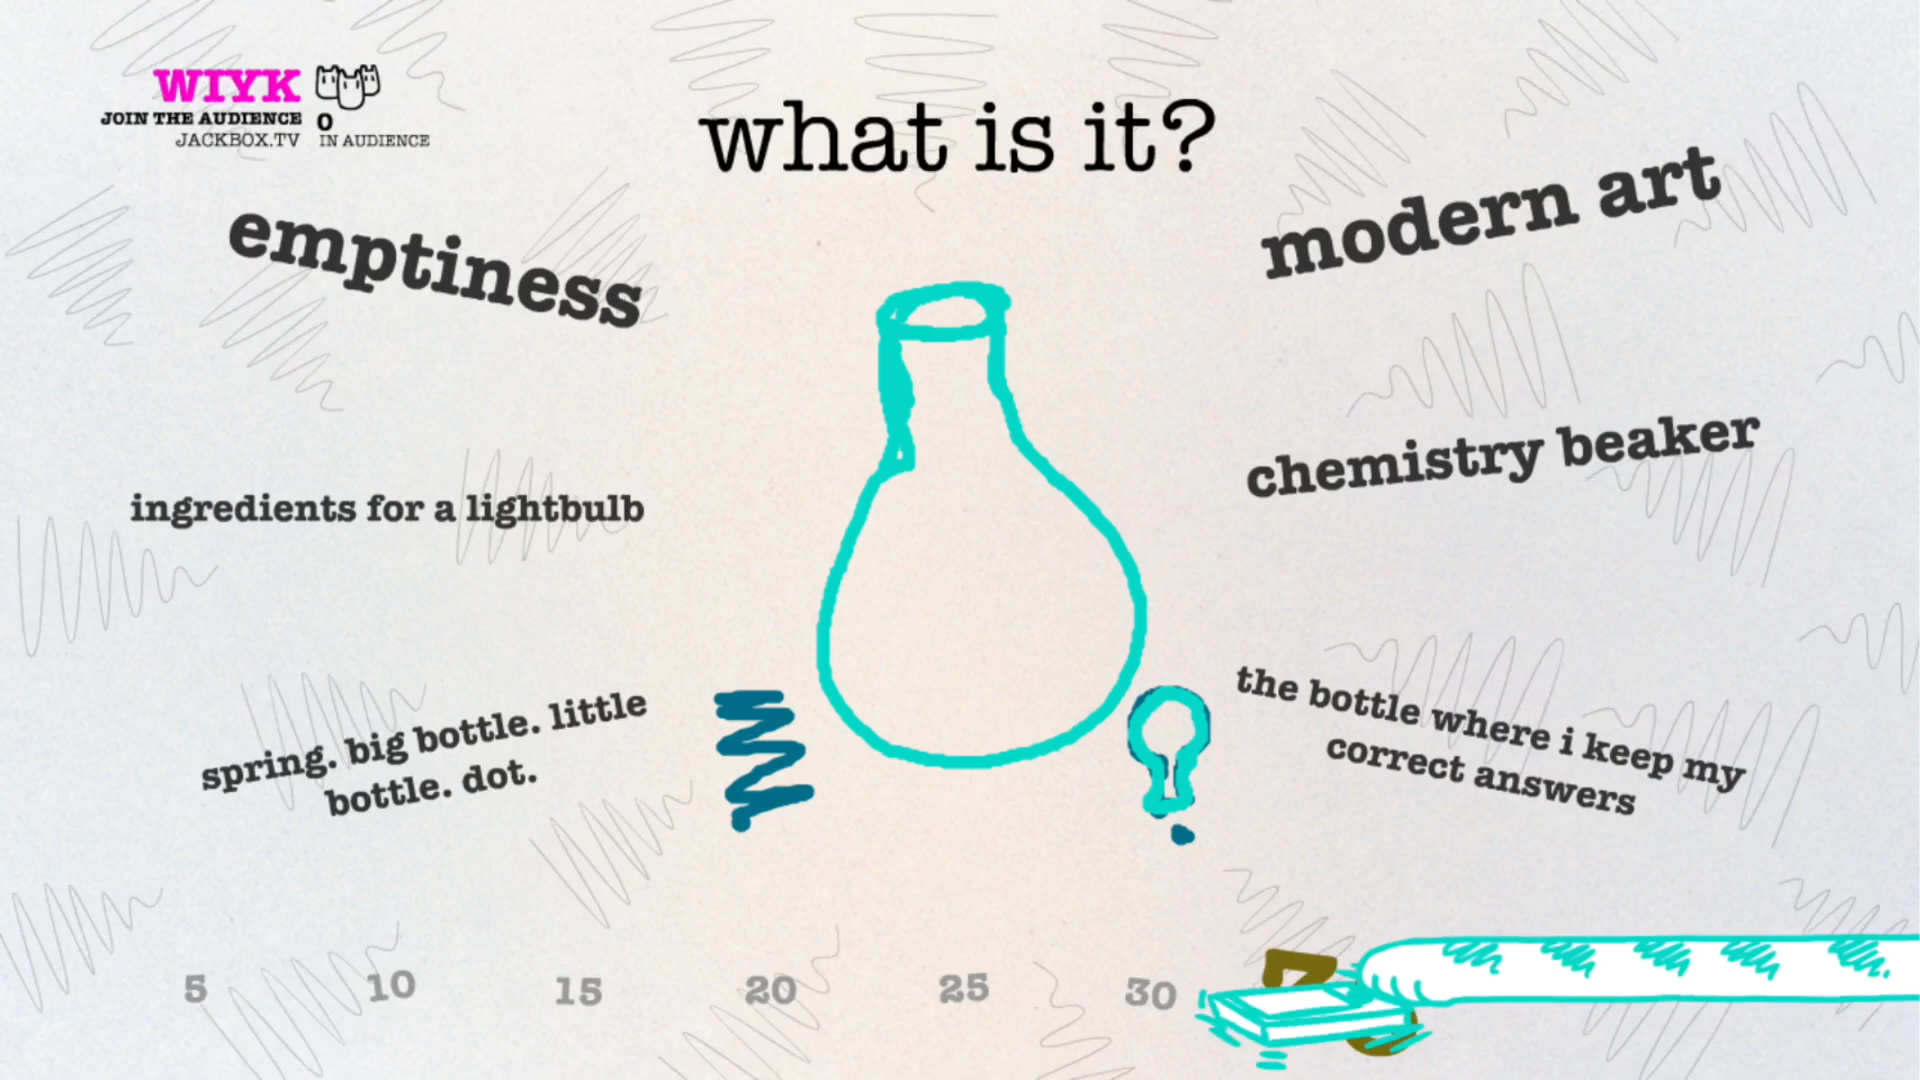 WIYK
JOIN THE AUDIENCE
JACKBOX.TV
0
IN AUDIENCE
what is it?
emptiness
modern art
ingredients for a lightbulb
chemistry beaker
spring. big bottle. little
bottle. dot.
the bottle where i keep my
correct answers
5 10 15 20 25 30